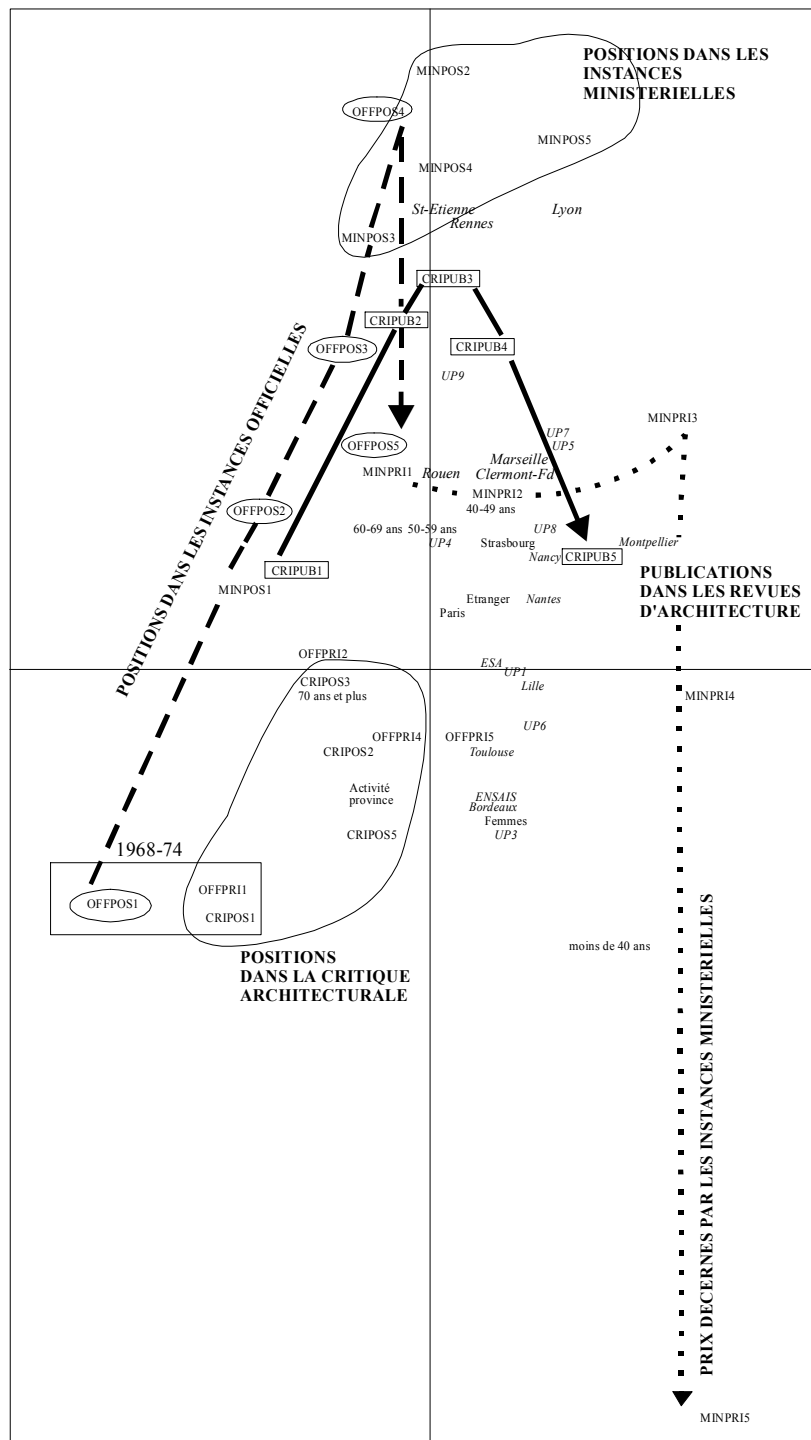 POSITIONS DANS LES
INSTANCES
MINISTERIELLES
MINPOS2
OFFPOS4
MINPOS5
MINPOS4
St-Etienne
Lyon
Rennes
MINPOS3
CRIPUB3
CRIPUB2
OFFPOS3
CRIPUB4
UP9
POSITIONS DANS LES INSTANCES OFFICIELLES
MINPRI3
OFFPOS5
UP7
UP5
MINPRI1
Rouen
Marseille
Clermont-Fd
MINPRI2
40-49 ans
OFFPOS2
60-69 ans
50-59 ans
UP8
UP4
Strasbourg
Montpellier
Nancy
CRIPUB5
CRIPUB1
MINPOS1
PUBLICATIONS
DANS LES REVUES
D'ARCHITECTURE
Etranger
Nantes
Paris
OFFPRI2
ESA
UP1
CRIPOS3
70 ans et plus
Lille
MINPRI4
UP6
OFFPRI4
OFFPRI5
CRIPOS2
Toulouse
Activité
province
ENSAIS
Bordeaux
Femmes
CRIPOS5
UP3
1968-74
OFFPRI1
OFFPOS1
CRIPOS1
moins de 40 ans
POSITIONS
DANS LA CRITIQUE
ARCHITECTURALE
PRIX DECERNES PAR LES INSTANCES MINISTERIELLES
MINPRI5